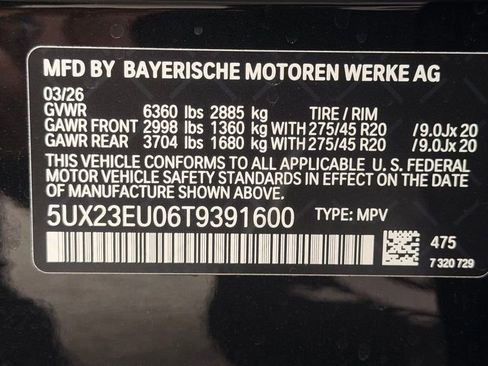 MFD BY BAYERISCHE MOTOREN WERKE AG
03/26
GVWR 6360 lbs 2885 kg TIRE / RIM
GAWR FRONT 2998 lbs 1360 kg WITH 275/45 R20 / 9.0Jx 20
GAWR REAR 3704 lbs 1680 kg WITH 275/45 R20 / 9.0Jx 20
THIS VEHICLE CONFORMS TO ALL APPLICABLE U.S. FEDERAL
MOTOR VEHICLE SAFETY STANDARDS IN EFFECT ON THE
DATE OF MANUFACTURE SHOWN ABOVE.
5UX23EU06T9391600 TYPE: MPV
475
7 320 729